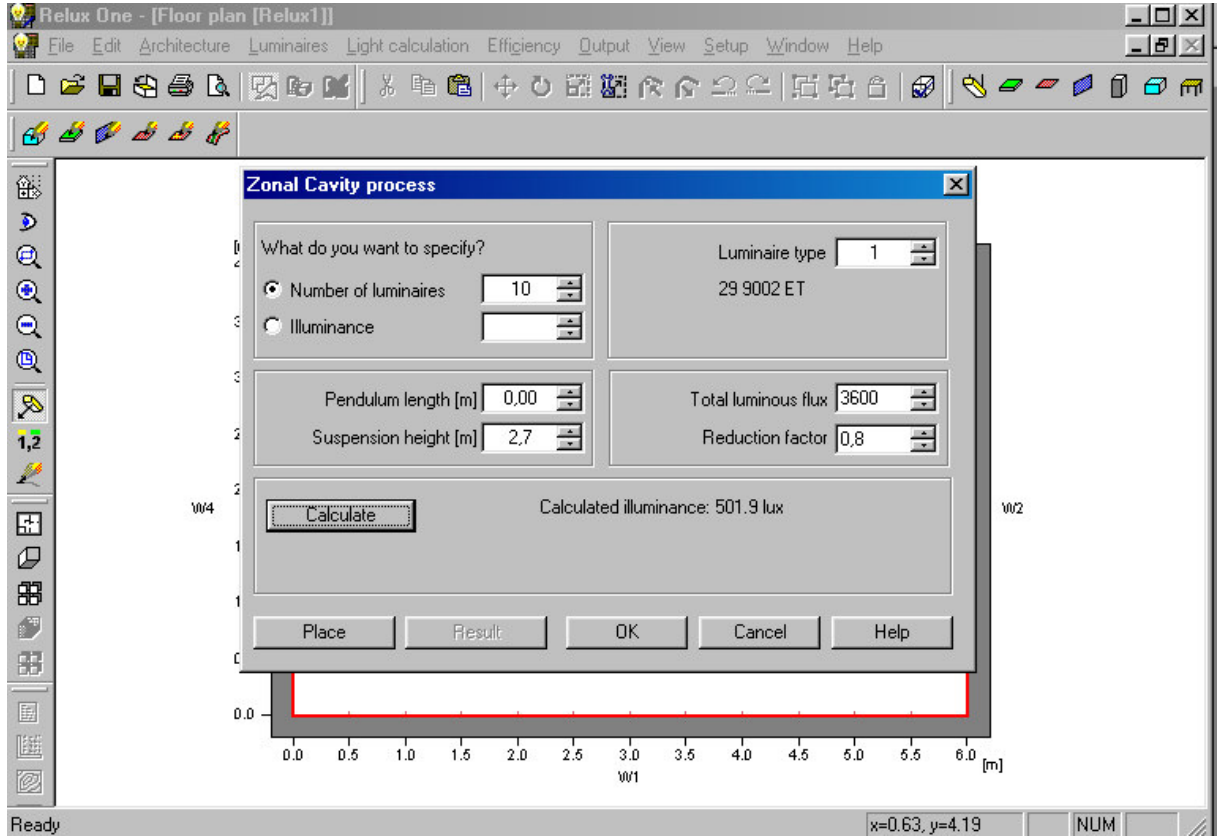 Relux One - [Floor plan [Relux1]]
File Edit Architecture Luminaires Light calculation Efficiency Output View Setup Window Help
1,2
Zonal Cavity process
What do you want to specify?
Number of luminaires 10
Illuminance
Luminaire type 1
29 9002 ET
Pendulum length [m] 0,00
Suspension height [m] 2,7
Total luminous flux 3600
Reduction factor 0,8
Calculate
Calculated illuminance: 501.9 lux
Place Result OK Cancel Help
W4
W2
0.0
0.0 0.5 1.0 1.5 2.0 2.5 3.0 3.5 4.0 4.5 5.0 5.5 6.0 [m]
W1
Ready x=0.63, y=4.19 NUM